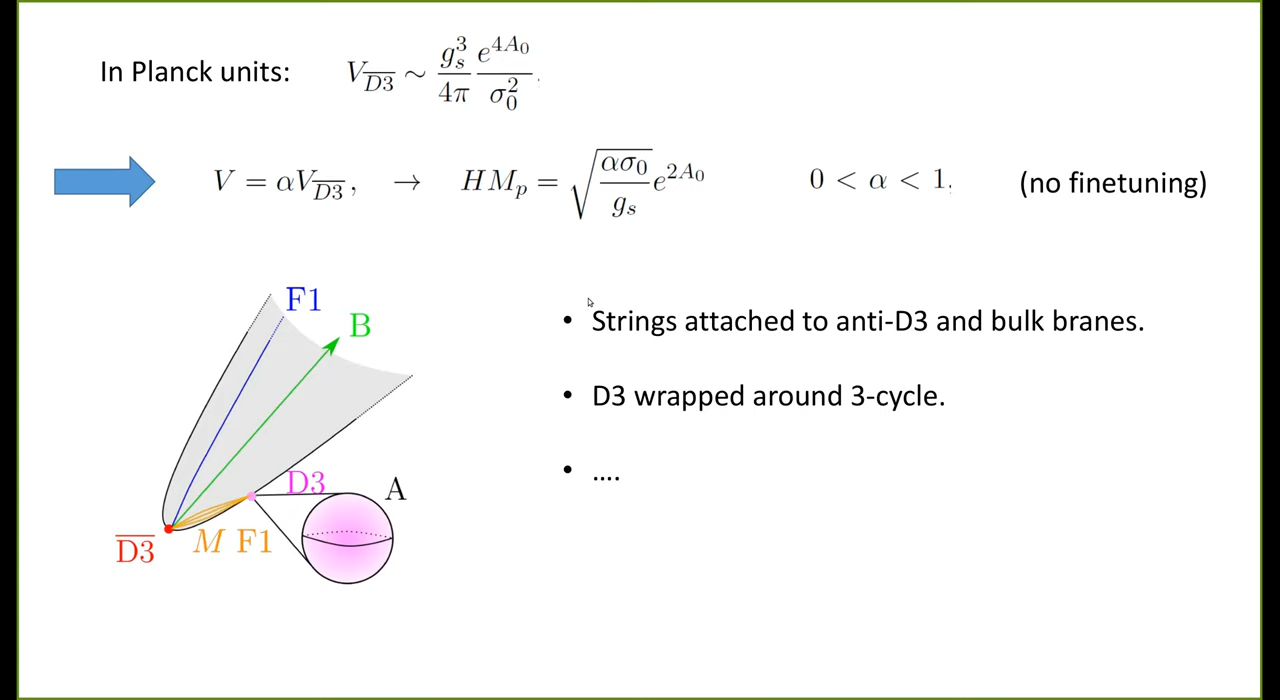 In Planck units: $V_{\overline{D3}} \sim \frac{g_s^3}{4\pi} \frac{e^{4A_0}}{\sigma_0^2}.$
$V = \alpha V_{\overline{D3}},$ → $HM_p = \sqrt{\frac{\alpha\sigma_0}{g_s}} e^{2A_0}$ $0 < \alpha < 1.$ (no finetuning)
F1
B
• Strings attached to anti-D3 and bulk branes.
• D3 wrapped around 3-cycle.
• ....
D3
A
$\overline{\text{D3}}$
M F1